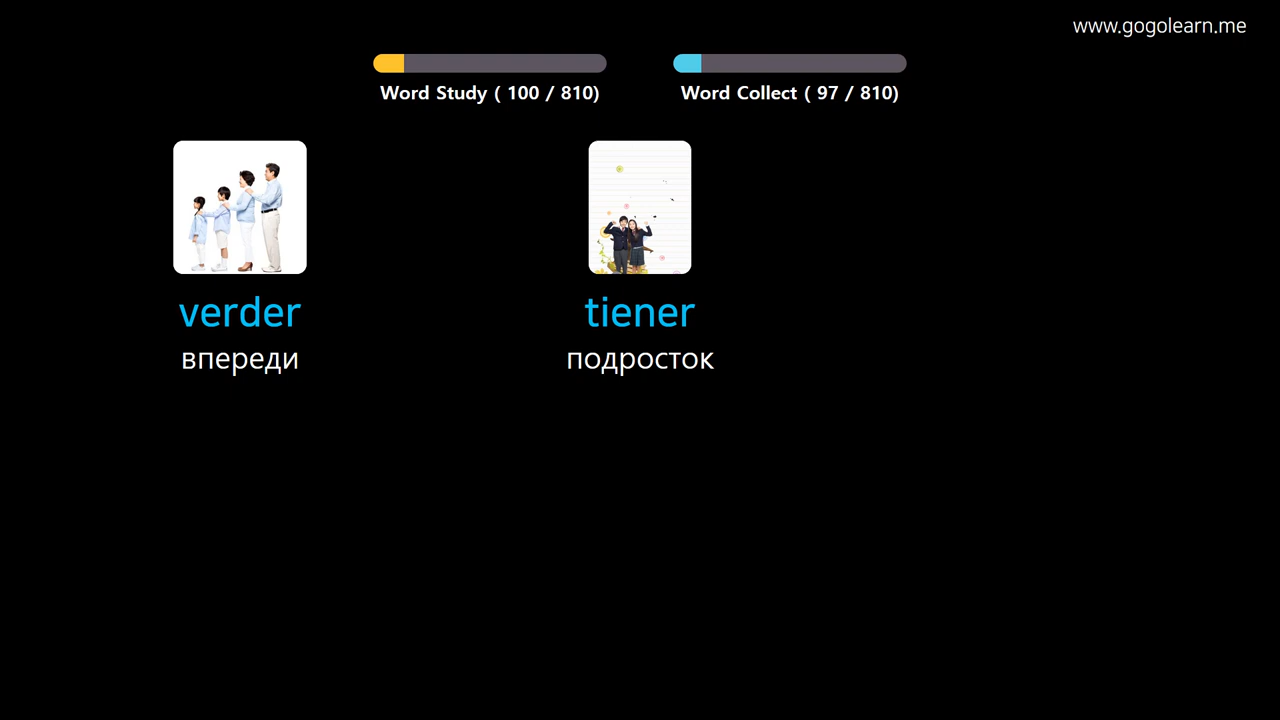 www.gogolearn.me
Word Study ( 100 / 810)
Word Collect ( 97 / 810)
verder
tiener
впереди
подросток